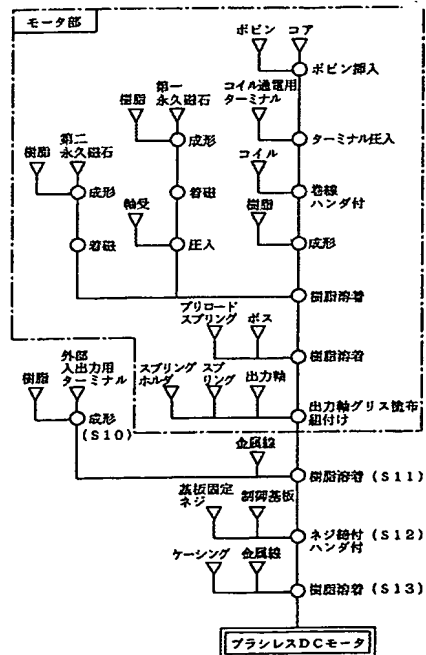 モータ部
ボビン
コア
ボビン挿入
第一
永久磁石
樹脂
コイル通電用
ターミナル
第二
永久磁石
樹脂
成形
ターミナル圧入
コイル
成形
着磁
巻線
ハンダ付
軸受
樹脂
着磁
圧入
成形
樹脂溶着
プリロード
スプリング
ボス
樹脂溶着
外部
入出力用
ターミナル
樹脂
スプリング
ホルダ
スプ
リング
出力軸
成形
(S10)
出力軸グリス塗布
組付け
金属線
樹脂溶着(S11)
基板固定
ネジ
制御基板
ネジ締付(S12)
ハンダ付
ケーシング
金属線
樹脂溶着(S13)
ブラシレスDCモータ